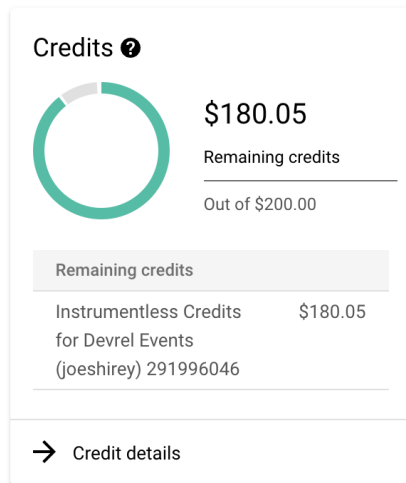 Credits ?
$180.05
Remaining credits
Out of $200.00
Remaining credits
Instrumentless Credits $180.05
for Devrel Events
(joeshirey) 291996046
Credit details